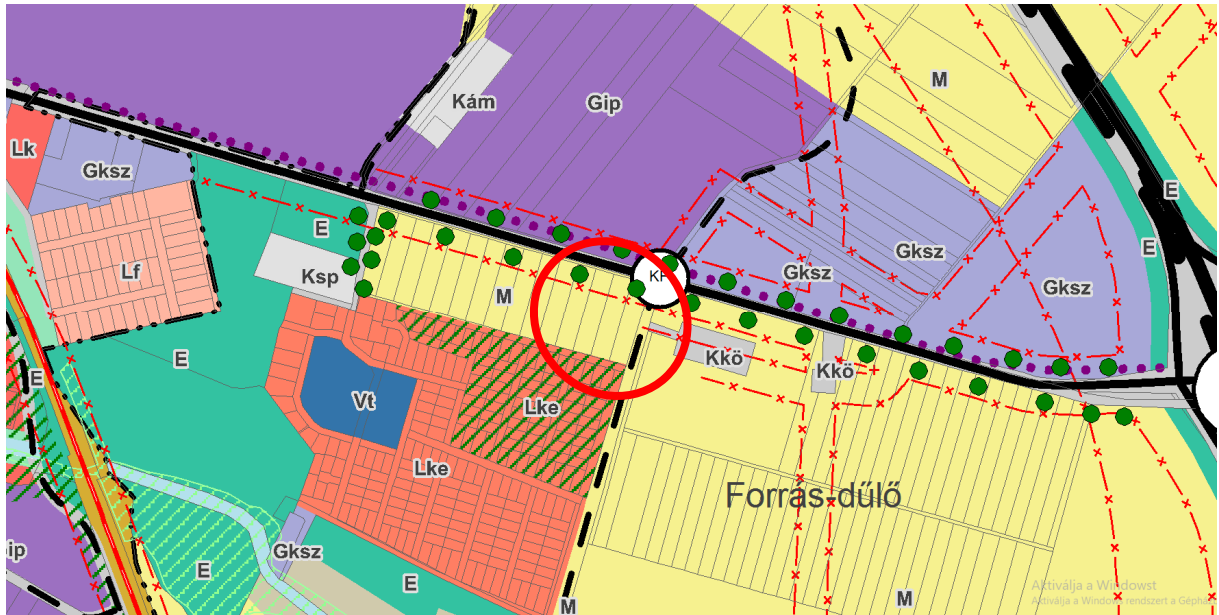 M
Kám
Gip
Lk
Gksz
E
E
Gksz
Lf
Ksp
KF
Gksz
E
M
Gksz
E
Kkö
Kkö
E
Vt
Lke
Lke
Forrás-dűlő
ip
Gksz
E
E
M
M
Aktiválja a Windowst